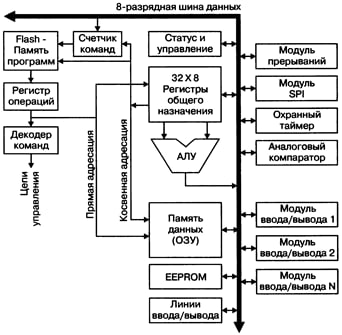 8-разрядная шина данных
Flash -
Память
программ
Счетчик
команд
Статус и
управление
Модуль
прерываний
Регистр
операций
32 X 8
Регистры
общего
назначения
Модуль
SPI
Декодер
команд
Охранный
таймер
АЛУ
Аналоговый
компаратор
Цепи
управления
Прямая адресация
Косвенная адресация
Память
данных
(ОЗУ)
Модуль
ввода/вывода 1
Модуль
ввода/вывода 2
EEPROM
Модуль
ввода/вывода N
Линии
ввода/вывода